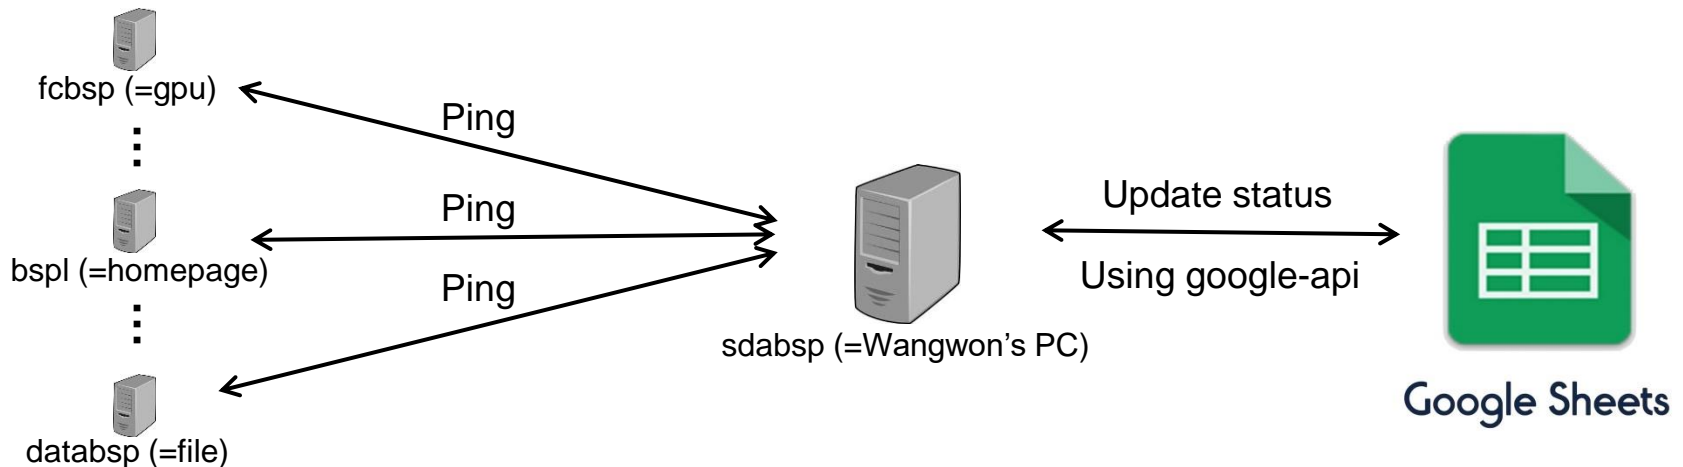 fcbsp (=gpu)
Ping
Ping
bspl (=homepage)
Ping
databsp (=file)
sdabsp (=Wangwon's PC)
Update status
Using google-api
Google Sheets